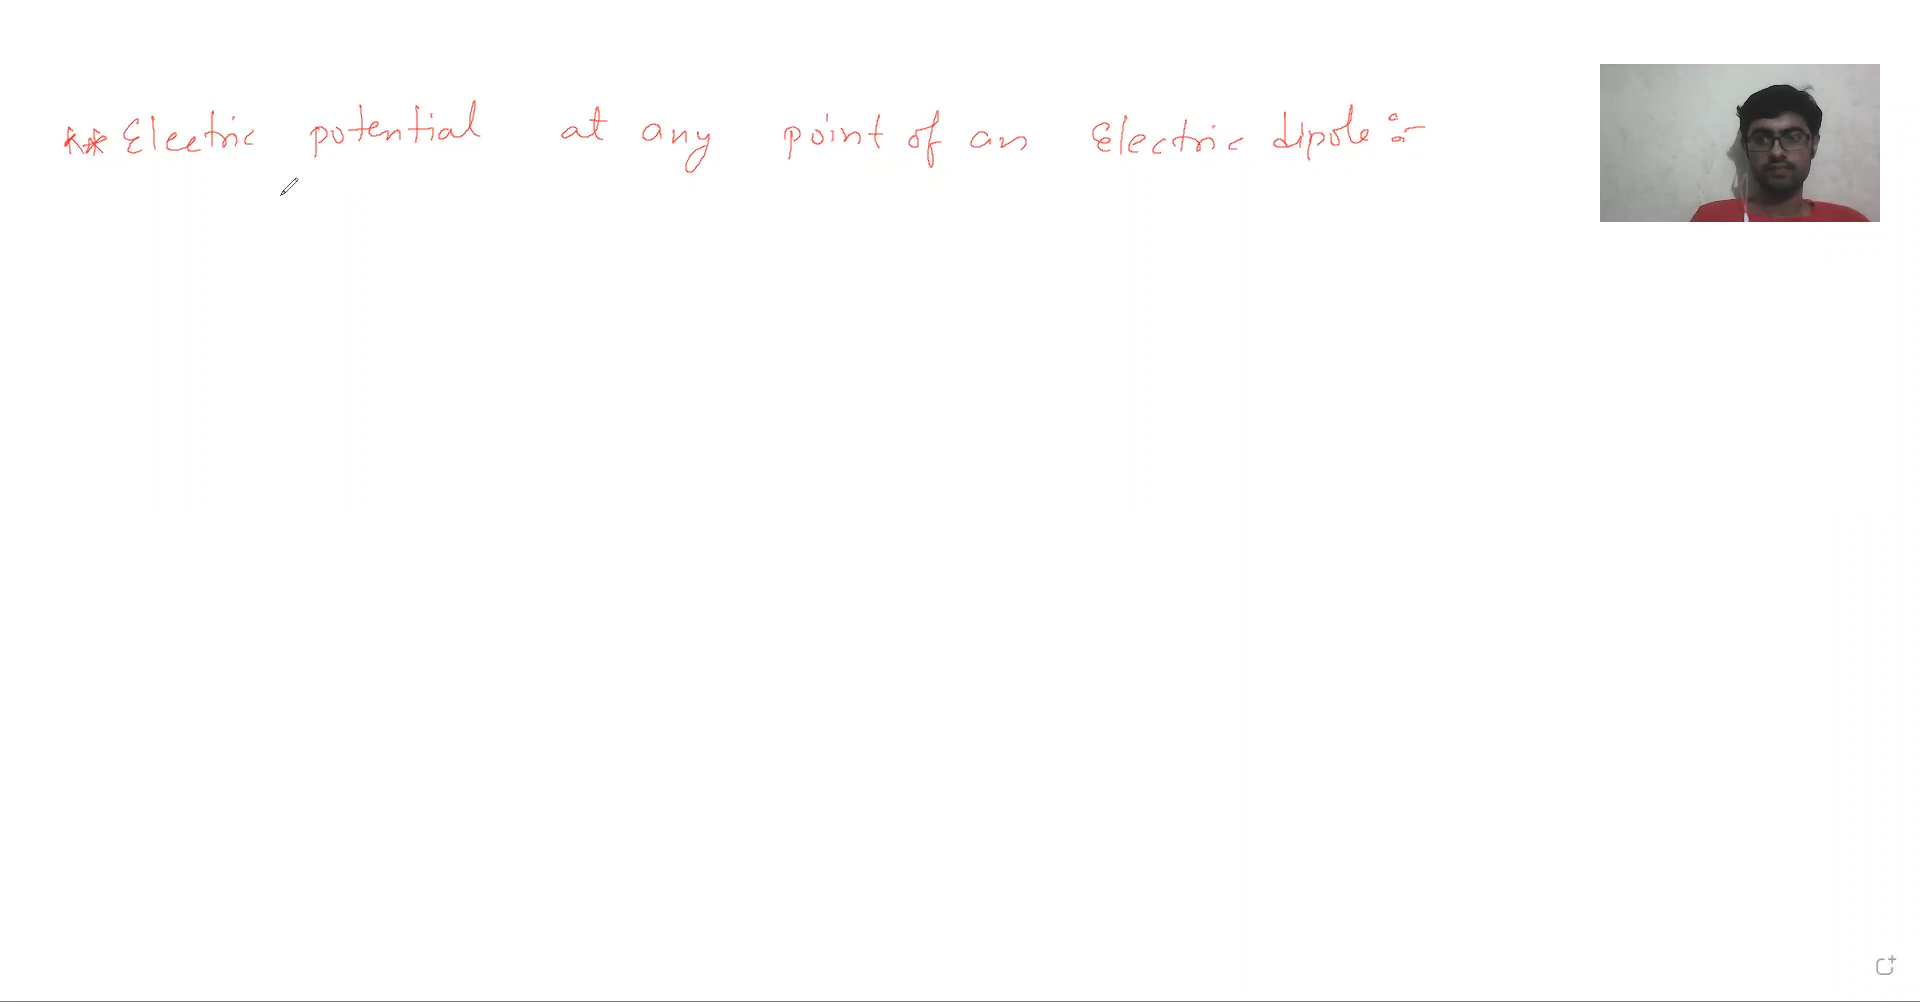 ** Electric potential at any point of an Electric dipole :-